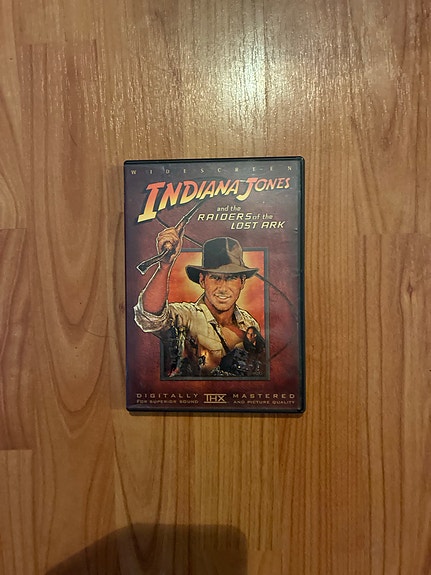 WIDESCREEN
INDIANA JONES
and the
RAIDERS of the
LOST ARK
DIGITALLY THX MASTERED
FOR SUPERIOR SOUND AND PICTURE QUALITY